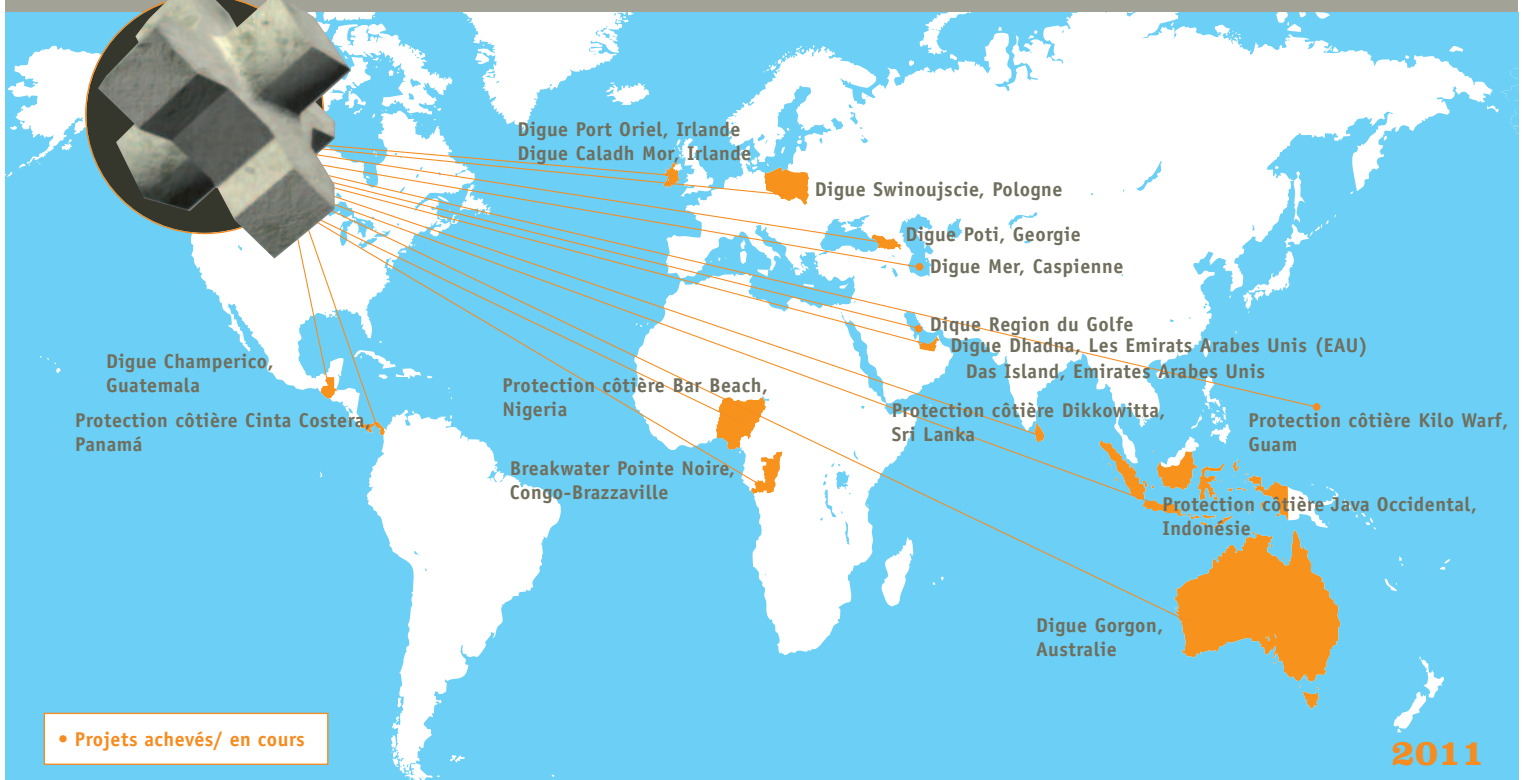 Digue Port Oriel, Irlande
Digue Caladh Mor, Irlande
Digue Swinoujscie, Pologne
Digue Poti, Georgie
Digue Mer, Caspienne
Dique Region du Golfe
Digue Dhadna, Les Emirats Arabes Unis (EAU)
Das Island, Emirates Arabes Unis
Digue Champerico,
Guatemala
Protection côtière Cinta Costera,
Panamá
Protection côtière Bar Beach,
Nigeria
Breakwater Pointe Noire,
Congo-Brazzaville
Protection côtière Dikkowitta,
Sri Lanka
Protection côtière Kilo Warf,
Guam
Protection côtière Java Occidental,
Indonésie
Digue Gorgon,
Australie
• Projets achevés/ en cours
2011